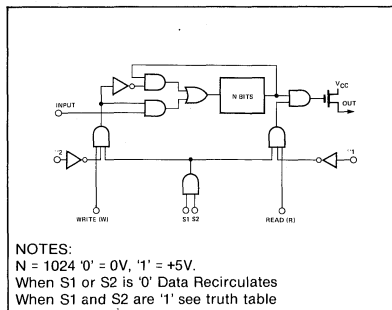 VCC
N BITS
INPUT
OUT
WRITE (W)
S1 S2
READ (R)
NOTES:
N = 1024 '0' = 0V, '1' = +5V.
When S1 or S2 is '0' Data Recirculates
When S1 and S2 are '1' see truth table